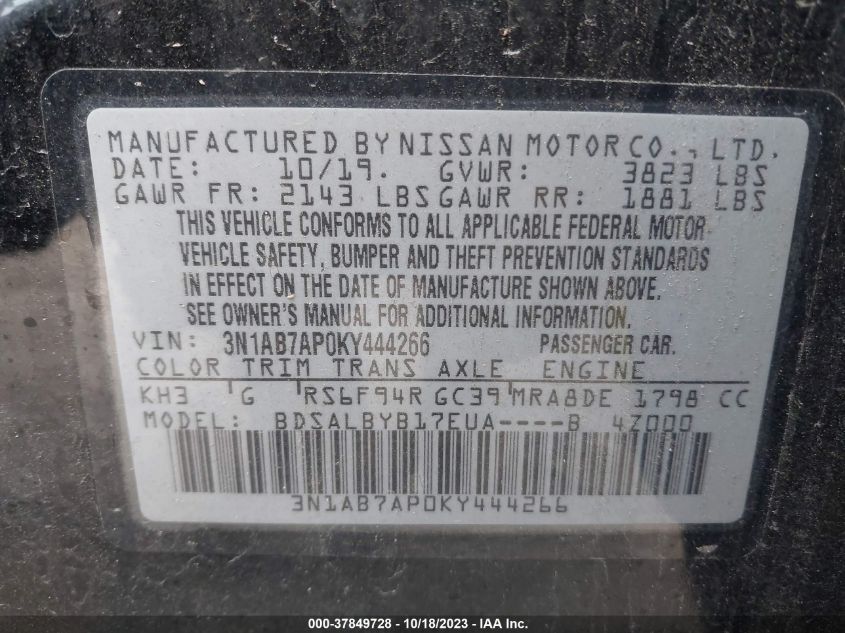 MANUFACTURED BY NISSAN MOTOR CO., LTD.
DATE: 10/19. GVWR: 3823 LBS
GAWR FR: 2143 LBS GAWR RR: 1881 LBS
THIS VEHICLE CONFORMS TO ALL APPLICABLE FEDERAL MOTOR
VEHICLE SAFETY, BUMPER AND THEFT PREVENTION STANDARDS
IN EFFECT ON THE DATE OF MANUFACTURE SHOWN ABOVE.
SEE OWNER'S MANUAL FOR ADDITIONAL INFORMATION.
VIN: 3N1AB7AP0KY444266 PASSENGER CAR.
COLOR TRIM TRANS AXLE ENGINE
KH3 G RS6F94R GC39 MRA8DE 1798 CC
MODEL: BDSALBYB17EUA----B 4Z000
3N1AB7AP0KY444266
000-37849728 - 10/18/2023 - IAA Inc.